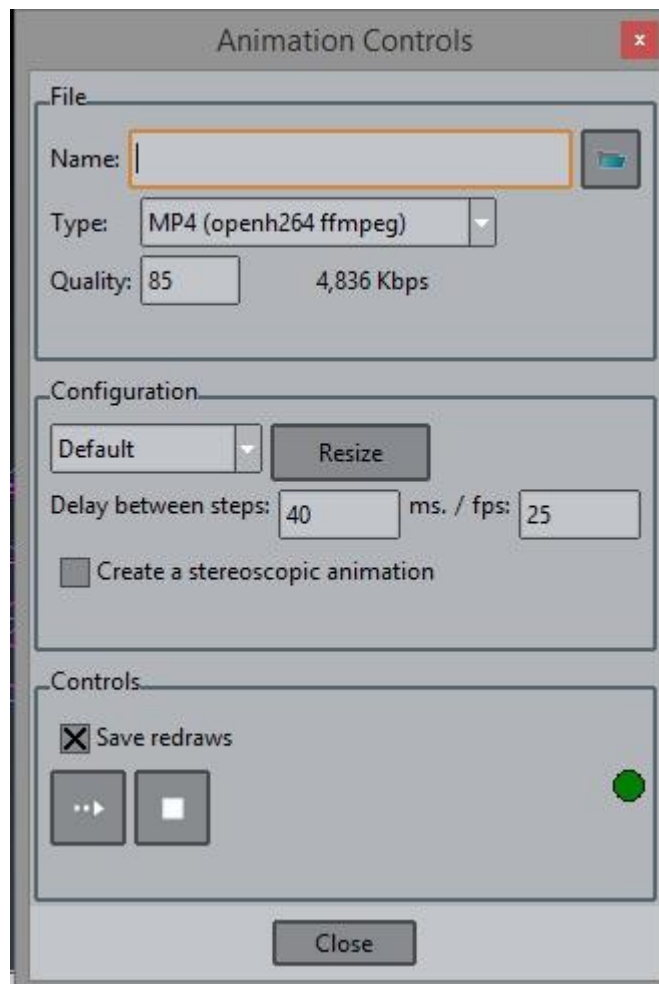 Animation Controls
x
File
Name:
Type: MP4 (openh264 ffmpeg)
Quality: 85 4,836 Kbps
Configuration
Default Resize
Delay between steps: 40 ms. / fps: 25
Create a stereoscopic animation
Controls
Save redraws
Close